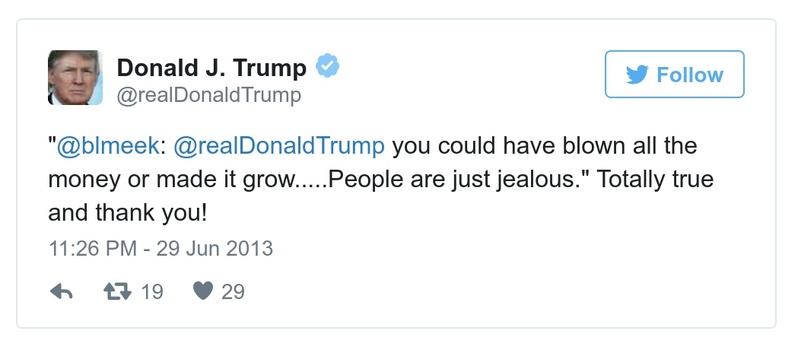 Donald J. Trump
@realDonaldTrump
Follow
"@blmeek: @realDonaldTrump you could have blown all the
money or made it grow.....People are just jealous." Totally true
and thank you!
11:26 PM - 29 Jun 2013
19 29